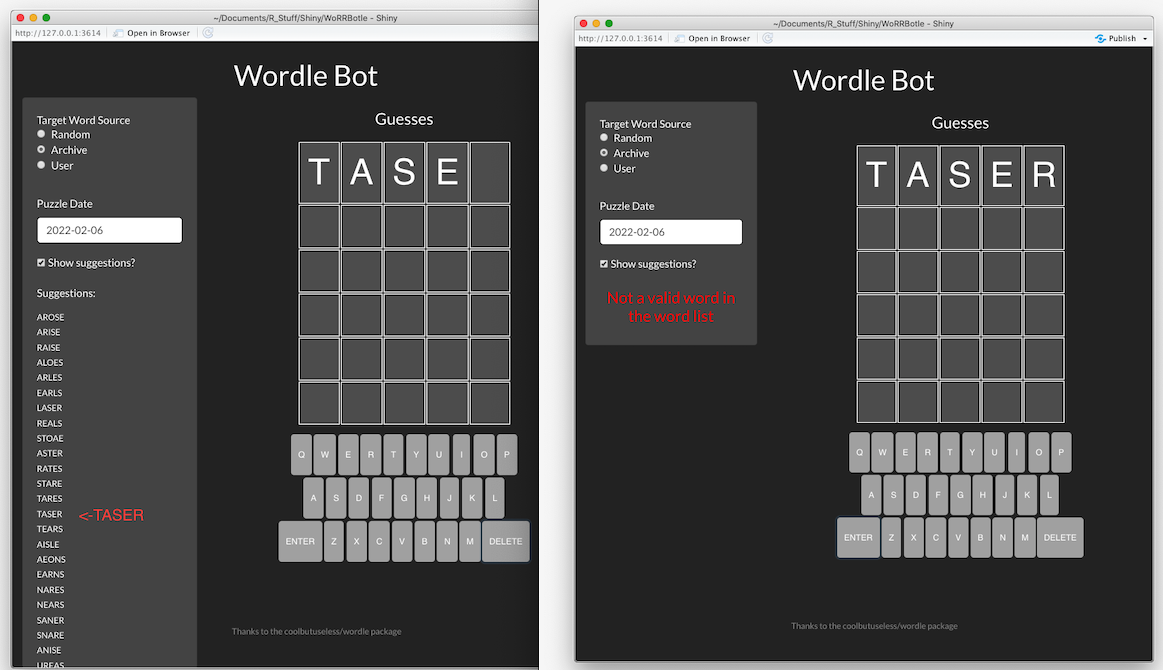 ~/Documents/R_Stuff/Shiny/WoRRBotle - Shiny
http://127.0.0.1:3614 Open in Browser
Wordle Bot
Target Word Source
Random
Archive
User
Puzzle Date
2022-02-06
Show suggestions?
Suggestions:
AROSE
ARISE
RAISE
ALOES
ARLES
EARLS
LASER
REALS
STOAE
ASTER
RATES
STARE
TARES
TASER <-TASER
TEARS
AISLE
AEONS
EARNS
NARES
NEARS
SANER
SNARE
ANISE
UREAS
Guesses
T A S E
Q W E R T Y U I O P
A S D F G H J K L
ENTER Z X C V B N M DELETE
Thanks to the coolbutuseless/wordle package
~/Documents/R_Stuff/Shiny/WoRRBotle - Shiny
http://127.0.0.1:3614 Open in Browser Publish
Wordle Bot
Target Word Source
Random
Archive
User
Puzzle Date
2022-02-06
Show suggestions?
Not a valid word in
the word list
Guesses
T A S E R
Q W E R T Y U I O P
A S D F G H J K L
ENTER Z X C V B N M DELETE
Thanks to the coolbutuseless/wordle package